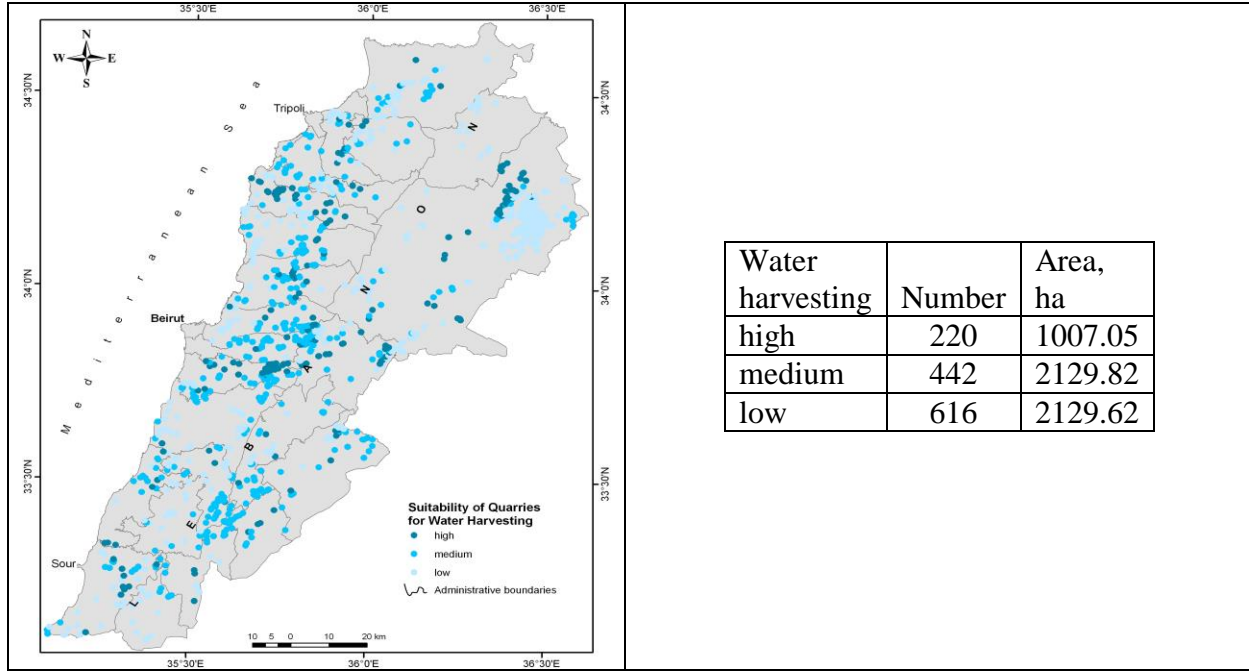 35°30'E 36°0'E 36°30'E
N
W E
S
34°30'N 34°30'N
Tripoli
Mediterranean Sea
34°0'N 34°0'N
Beirut
33°30'N 33°30'N
Sour
L E B A N O N
Suitability of Quarries
for Water Harvesting
high
medium
low
Administrative boundaries
10 5 0 10 20 km
35°30'E 36°0'E 36°30'E
Water
harvesting Number Area,
ha
high 220 1007.05
medium 442 2129.82
low 616 2129.62